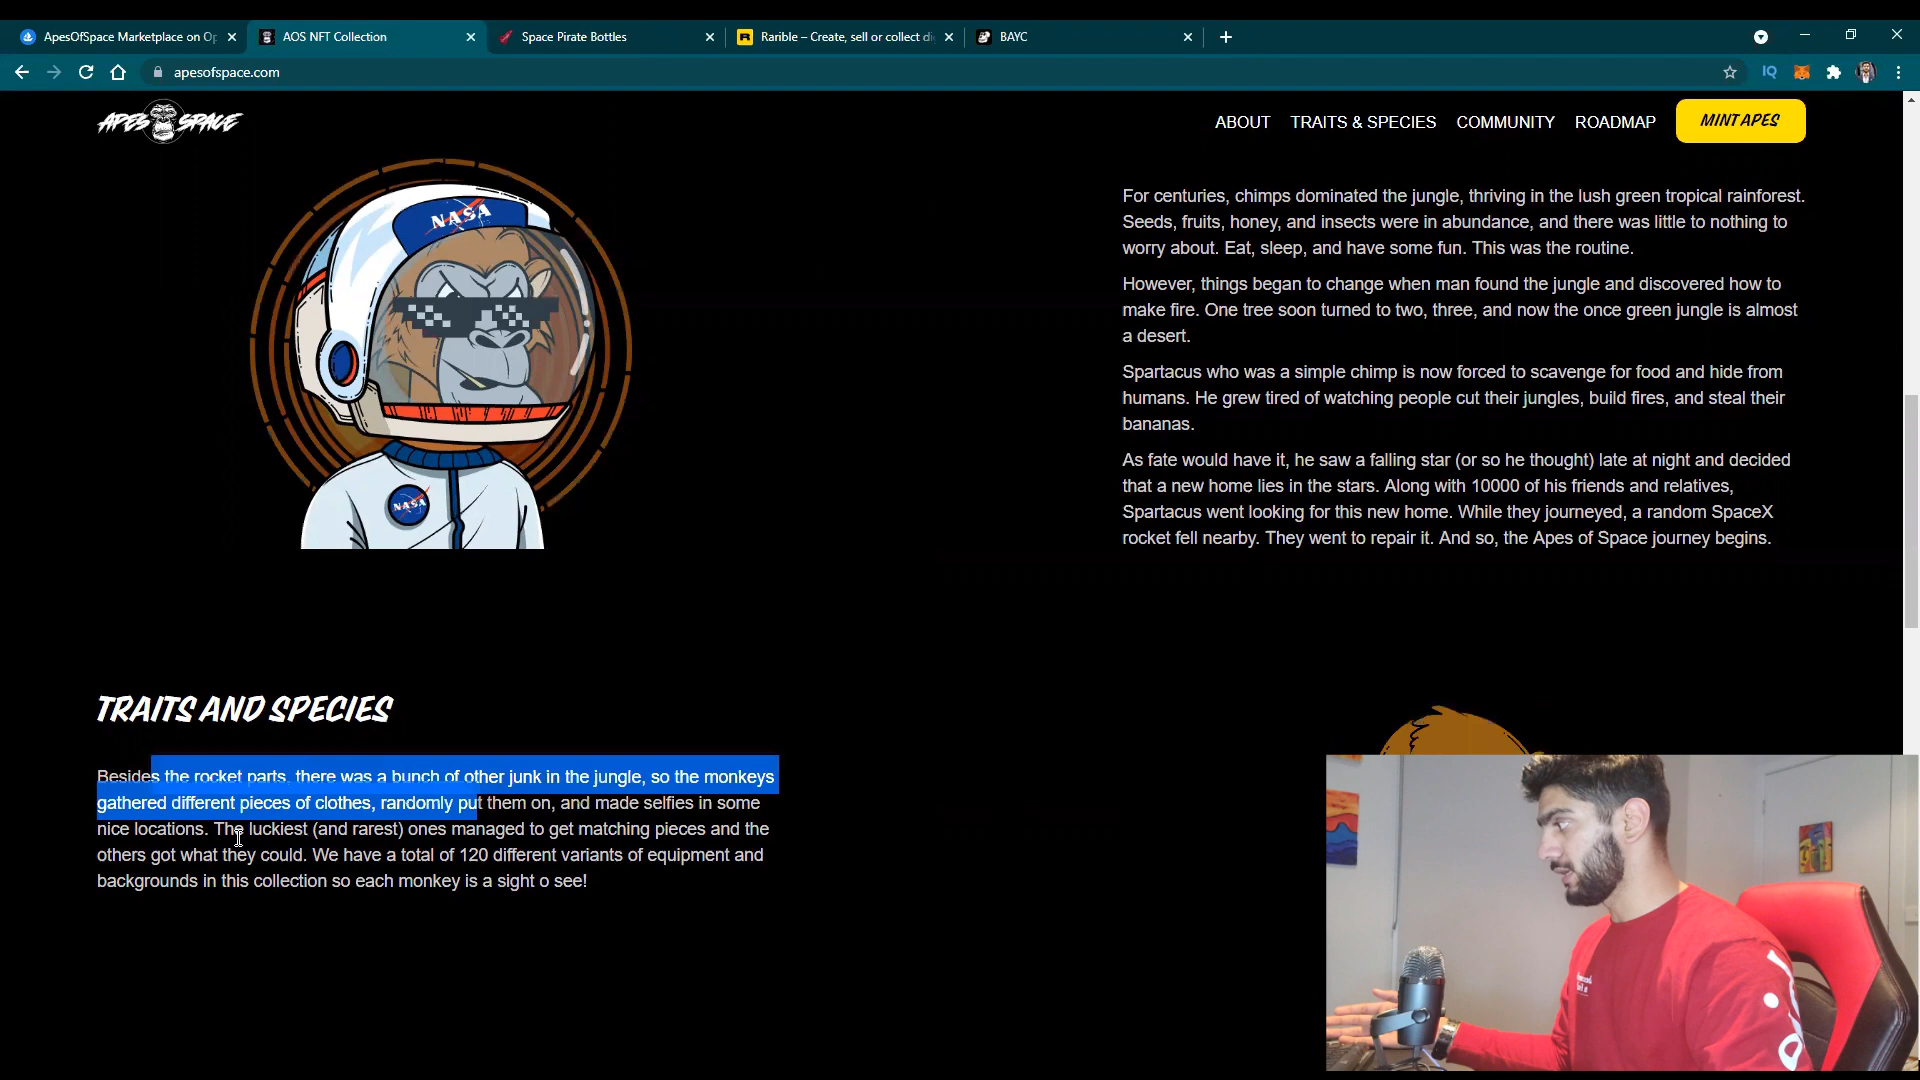 ApesOfSpace Marketplace on Op
AOS NFT Collection
Space Pirate Bottles
Rarible – Create, sell or collect di
BAYC
apesofspace.com
IQ
APES SPACE
ABOUT
TRAITS & SPECIES
COMMUNITY
ROADMAP
MINT APES
NASA
NASA
For centuries, chimps dominated the jungle, thriving in the lush green tropical rainforest.
Seeds, fruits, honey, and insects were in abundance, and there was little to nothing to
worry about. Eat, sleep, and have some fun. This was the routine.
However, things began to change when man found the jungle and discovered how to
make fire. One tree soon turned to two, three, and now the once green jungle is almost
a desert.
Spartacus who was a simple chimp is now forced to scavenge for food and hide from
humans. He grew tired of watching people cut their jungles, build fires, and steal their
bananas.
As fate would have it, he saw a falling star (or so he thought) late at night and decided
that a new home lies in the stars. Along with 10000 of his friends and relatives,
Spartacus went looking for this new home. While they journeyed, a random SpaceX
rocket fell nearby. They went to repair it. And so, the Apes of Space journey begins.
TRAITS AND SPECIES
Besides the rocket parts, there was a bunch of other junk in the jungle, so the monkeys
gathered different pieces of clothes, randomly put them on, and made selfies in some
nice locations. The luckiest (and rarest) ones managed to get matching pieces and the
others got what they could. We have a total of 120 different variants of equipment and
backgrounds in this collection so each monkey is a sight o see!